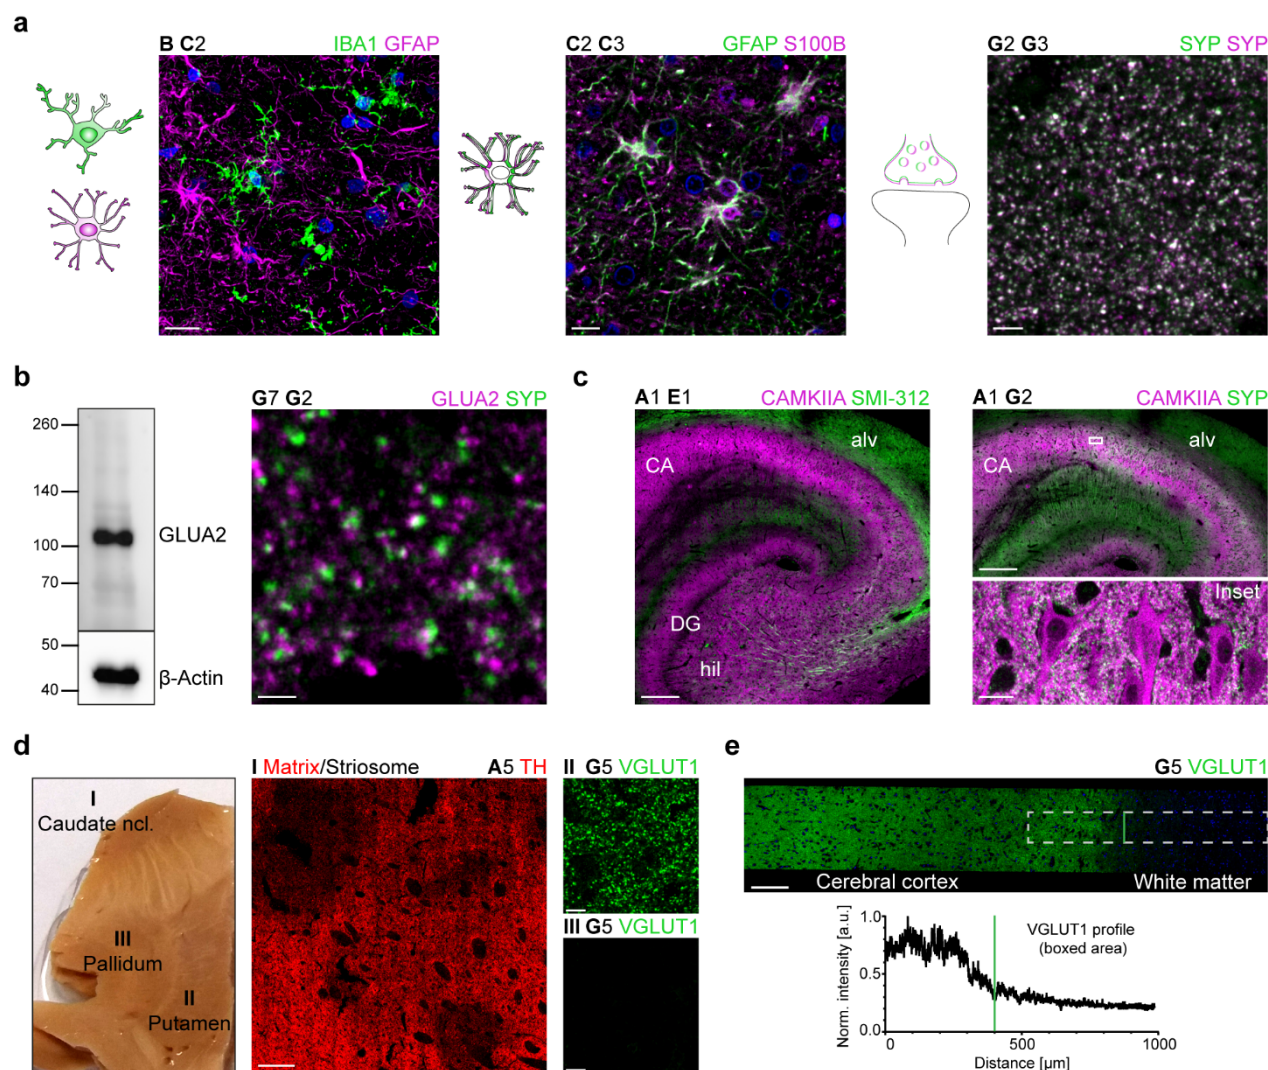 a
B C2 IBA1 GFAP
C2 C3 GFAP S100B
G2 G3 SYP SYP
b
260
140
100
70
50
40
GLUA2
β-Actin
G7 G2 GLUA2 SYP
c
A1 E1 CAMKIIA SMI-312
alv
CA
DG
hil
A1 G2 CAMKIIA SYP
alv
CA
Inset
d
I
Caudate ncl.
III
Pallidum
II
Putamen
I Matrix/Striosome A5 TH
II G5 VGLUT1
III G5 VGLUT1
e
G5 VGLUT1
Cerebral cortex White matter
Norm. intensity [a.u.]
1.0
0.5
0.0
VGLUT1 profile
(boxed area)
0 500 1000
Distance [µm]